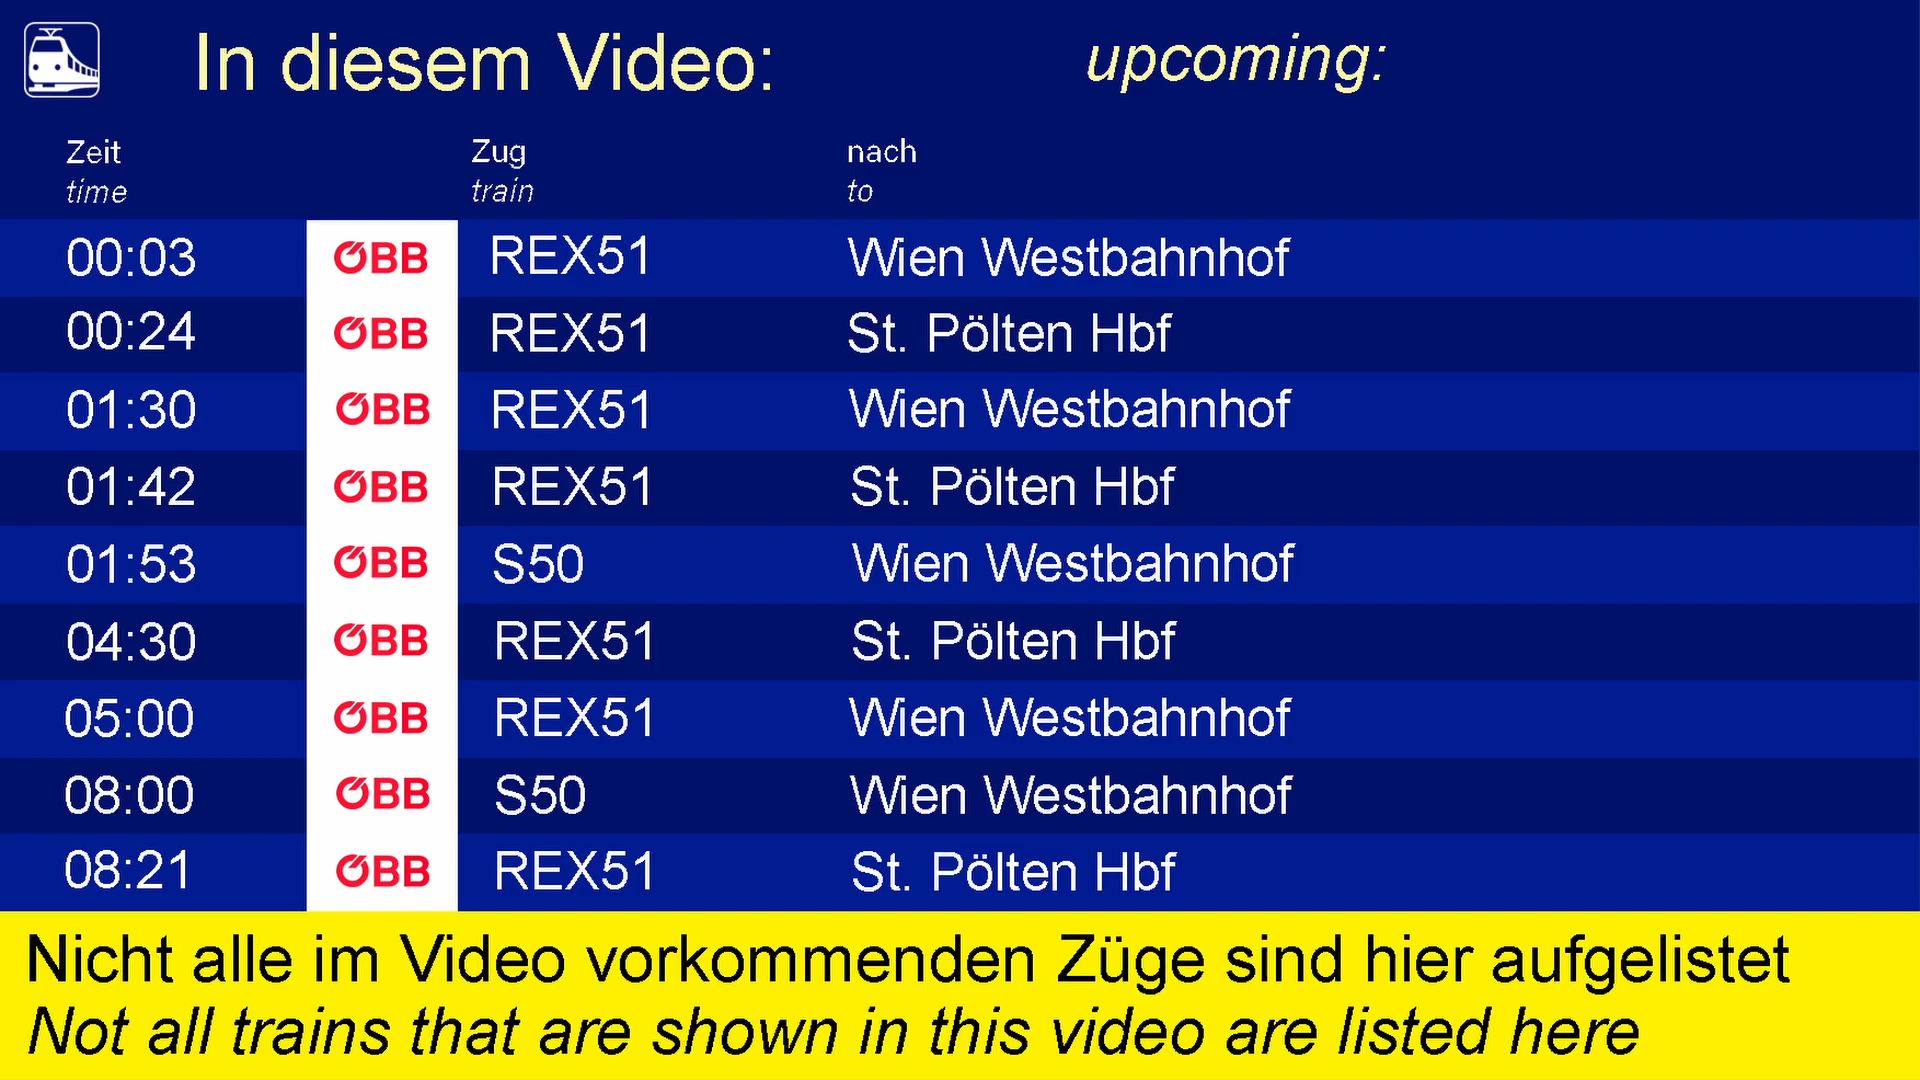 In diesem Video: upcoming:
Zeit Zug nach
time train to
00:03 ÖBB REX51 Wien Westbahnhof
00:24 ÖBB REX51 St. Pölten Hbf
01:30 ÖBB REX51 Wien Westbahnhof
01:42 ÖBB REX51 St. Pölten Hbf
01:53 ÖBB S50 Wien Westbahnhof
04:30 ÖBB REX51 St. Pölten Hbf
05:00 ÖBB REX51 Wien Westbahnhof
08:00 ÖBB S50 Wien Westbahnhof
08:21 ÖBB REX51 St. Pölten Hbf
Nicht alle im Video vorkommenden Züge sind hier aufgelistet
Not all trains that are shown in this video are listed here